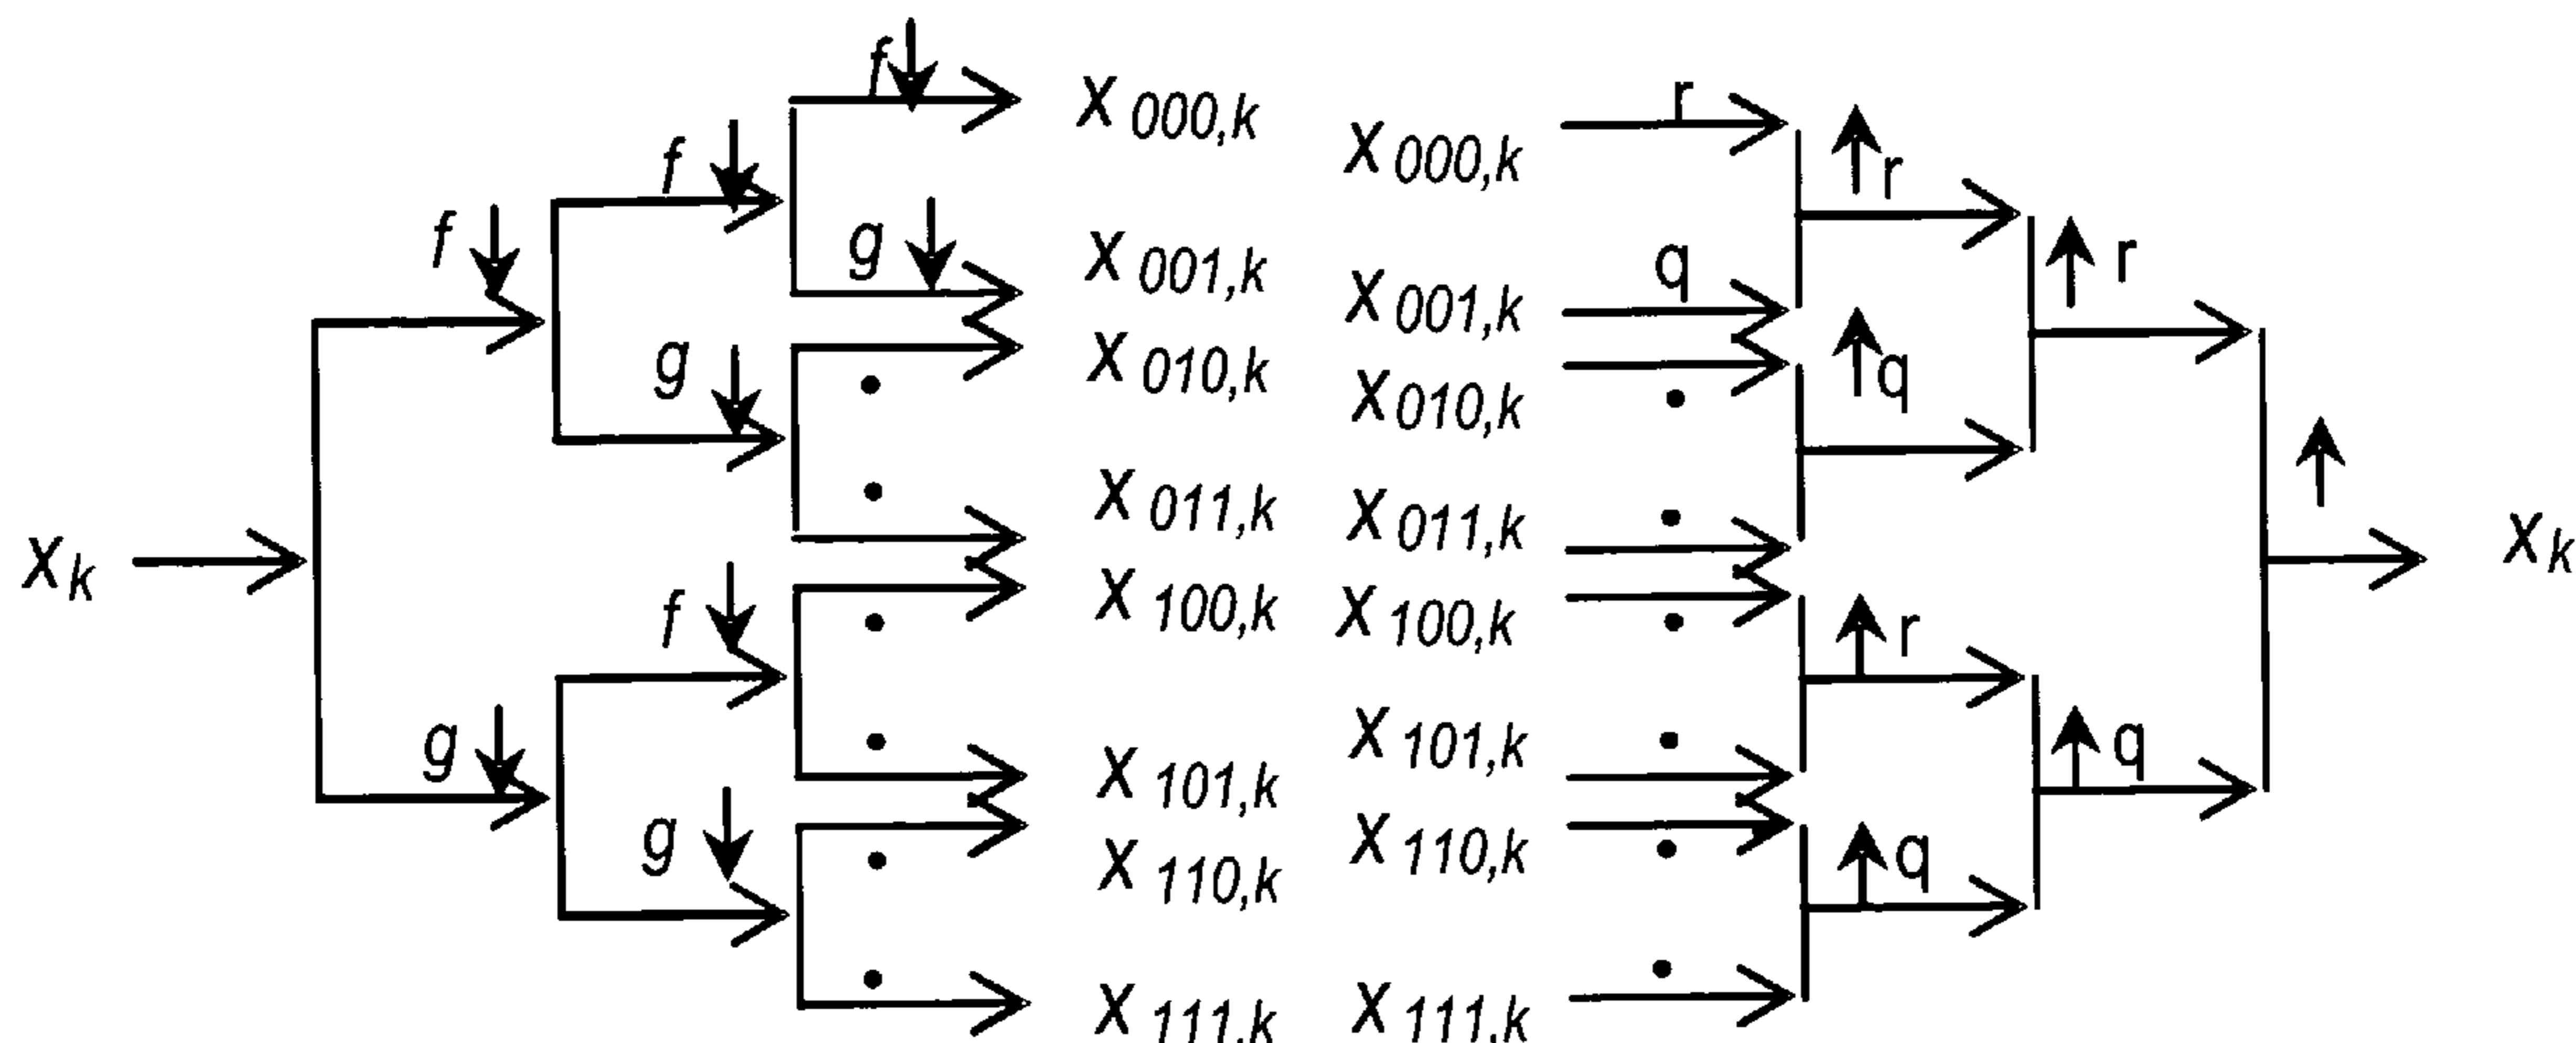 f
x 000,k
r
x 000,k
f
r
f
g
x 001,k
q
x 001,k
r
g
x 010,k
x 010,k
q
x 011,k
x 011,k
x k
x k
f
x 100,k
x 100,k
r
g
x 101,k
x 101,k
q
g
x 110,k
x 110,k
q
x 111,k
x 111,k